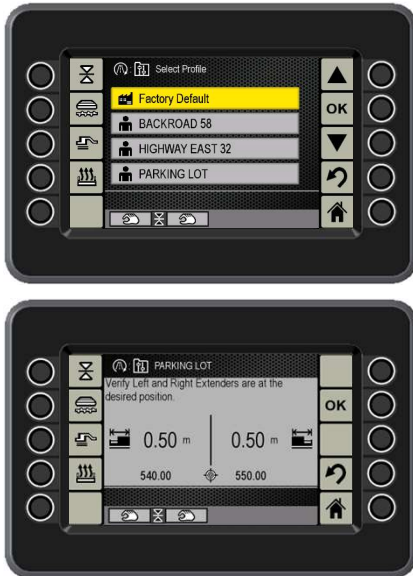 Select Profile
Factory Default
OK
BACKROAD 58
HIGHWAY EAST 32
PARKING LOT
PARKING LOT
Verify Left and Right Extenders are at the
desired position.
OK
0.50 m
0.50 m
540.00
550.00